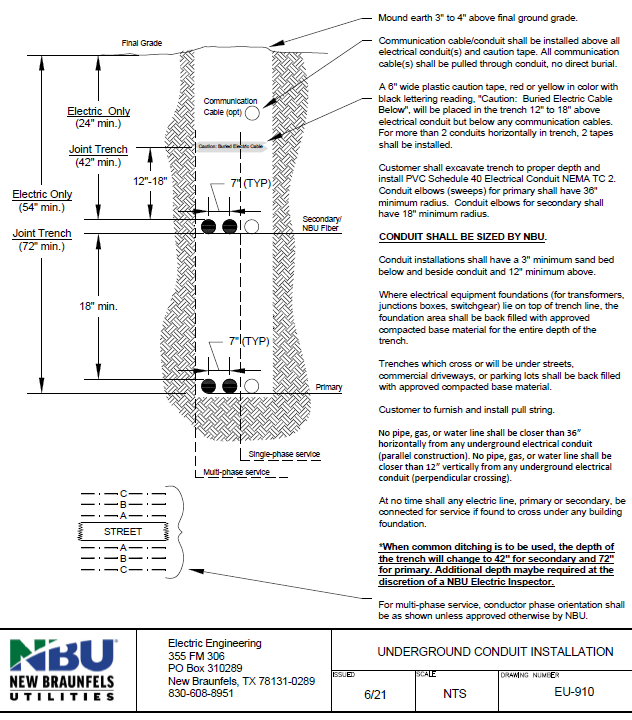 Final Grade
Electric Only
(24" min.)
Joint Trench
(42" min.)
Electric Only
(54" min.)
Joint Trench
(72" min.)
12"-18"
18" min.
Communication
Cable (opt)
Caution: Buried Electric Cable
7" (TYP)
Secondary/
NBU Fiber
7" (TYP)
Primary
Single-phase service
Multi-phase service
C
B
A
STREET
A
B
C
Mound earth 3" to 4" above final ground grade.
Communication cable/conduit shall be installed above all
electrical conduit(s) and caution tape. All communication
cable(s) shall be pulled through conduit, no direct burial.
A 6" wide plastic caution tape, red or yellow in color with
black lettering reading, "Caution: Buried Electric Cable
Below", will be placed in the trench 12" to 18" above
electrical conduit but below any communication cables.
For more than 2 conduits horizontally in trench, 2 tapes
shall be installed.
Customer shall excavate trench to proper depth and
install PVC Schedule 40 Electrical Conduit NEMA TC 2.
Conduit elbows (sweeps) for primary shall have 36"
minimum radius. Conduit elbows for secondary shall
have 18" minimum radius.
CONDUIT SHALL BE SIZED BY NBU.
Conduit installations shall have a 3" minimum sand bed
below and beside conduit and 12" minimum above.
Where electrical equipment foundations (for transformers,
junctions boxes, switchgear) lie on top of trench line, the
foundation area shall be back filled with approved
compacted base material for the entire depth of the
trench.
Trenches which cross or will be under streets,
commercial driveways, or parking lots shall be back filled
with approved compacted base material.
Customer to furnish and install pull string.
No pipe, gas, or water line shall be closer than 36"
horizontally from any underground electrical conduit
(parallel construction). No pipe, gas, or water line shall be
closer than 12" vertically from any underground electrical
conduit (perpendicular crossing).
At no time shall any electric line, primary or secondary, be
connected for service if found to cross under any building
foundation.
*When common ditching is to be used, the depth of
the trench will change to 42" for secondary and 72"
for primary. Additional depth maybe required at the
discretion of a NBU Electric Inspector.
For multi-phase service, conductor phase orientation shall
be as shown unless approved otherwise by NBU.
NBU
NEW BRAUNFELS
UTILITIES
Electric Engineering
355 FM 306
PO Box 310289
New Braunfels, TX 78131-0289
830-608-8951
UNDERGROUND CONDUIT INSTALLATION
ISSUED
6/21
SCALE
NTS
DRAWING NUMBER
EU-910